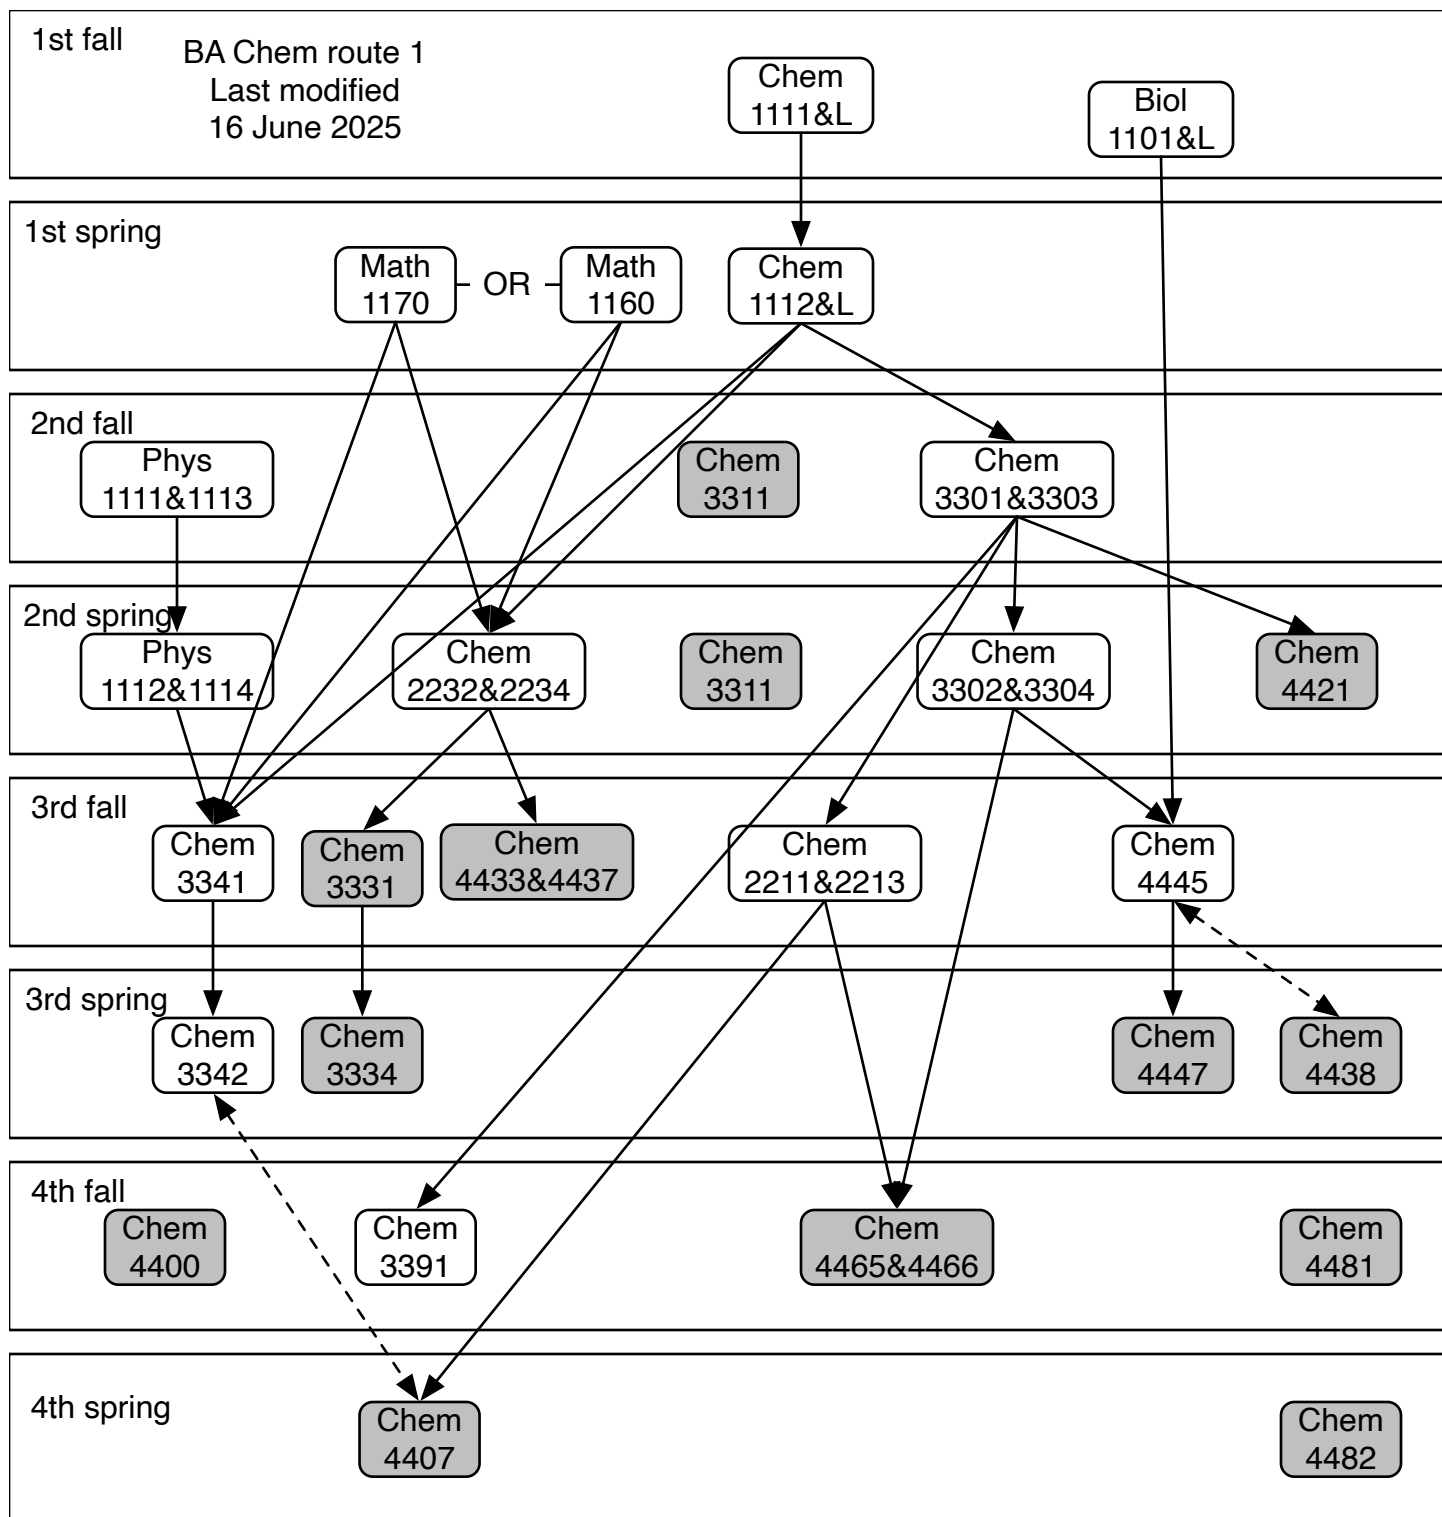 1st fall
BA Chem route 1
Last modified
16 June 2025
Chem
1111&L
Biol
1101&L
1st spring
Math
1170
OR
Math
1160
Chem
1112&L
2nd fall
Phys
1111&1113
Chem
3311
Chem
3301&3303
2nd spring
Phys
1112&1114
Chem
2232&2234
Chem
3311
Chem
3302&3304
Chem
4421
3rd fall
Chem
3341
Chem
3331
Chem
4433&4437
Chem
2211&2213
Chem
4445
3rd spring
Chem
3342
Chem
3334
Chem
4447
Chem
4438
4th fall
Chem
4400
Chem
3391
Chem
4465&4466
Chem
4481
4th spring
Chem
4407
Chem
4482